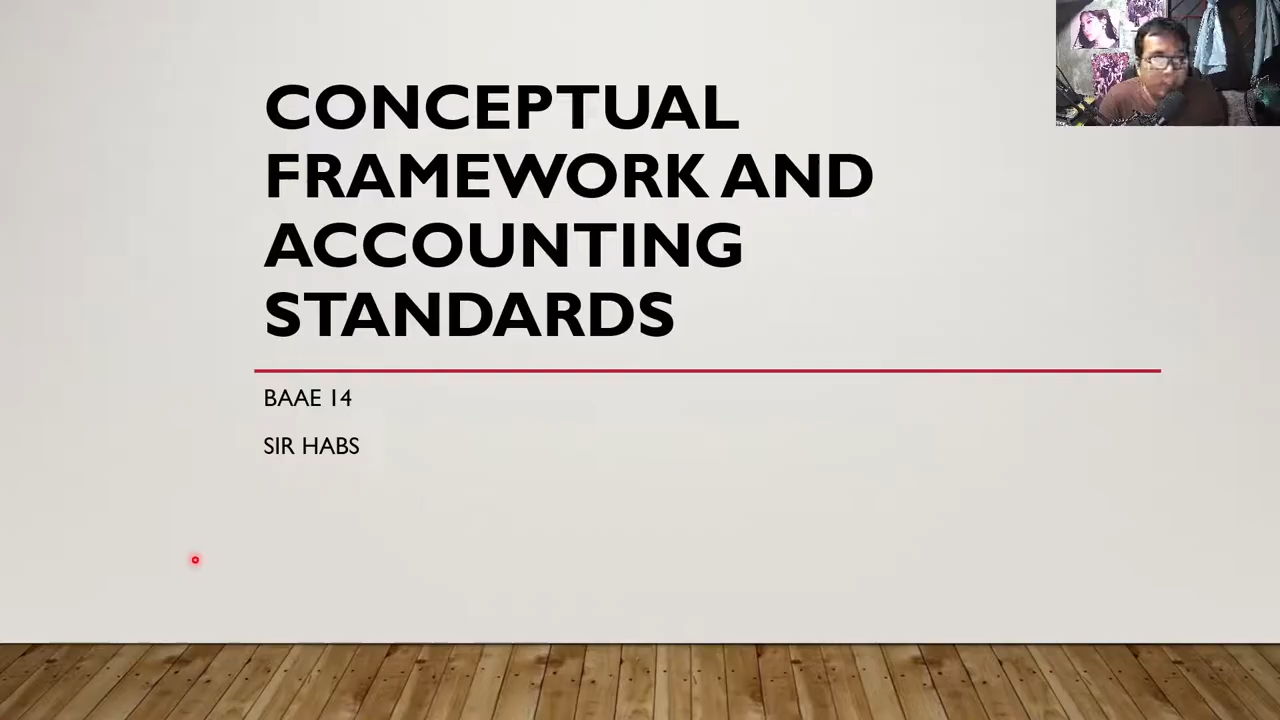 CONCEPTUAL
FRAMEWORK AND
ACCOUNTING
STANDARDS
BAAE 14
SIR HABS